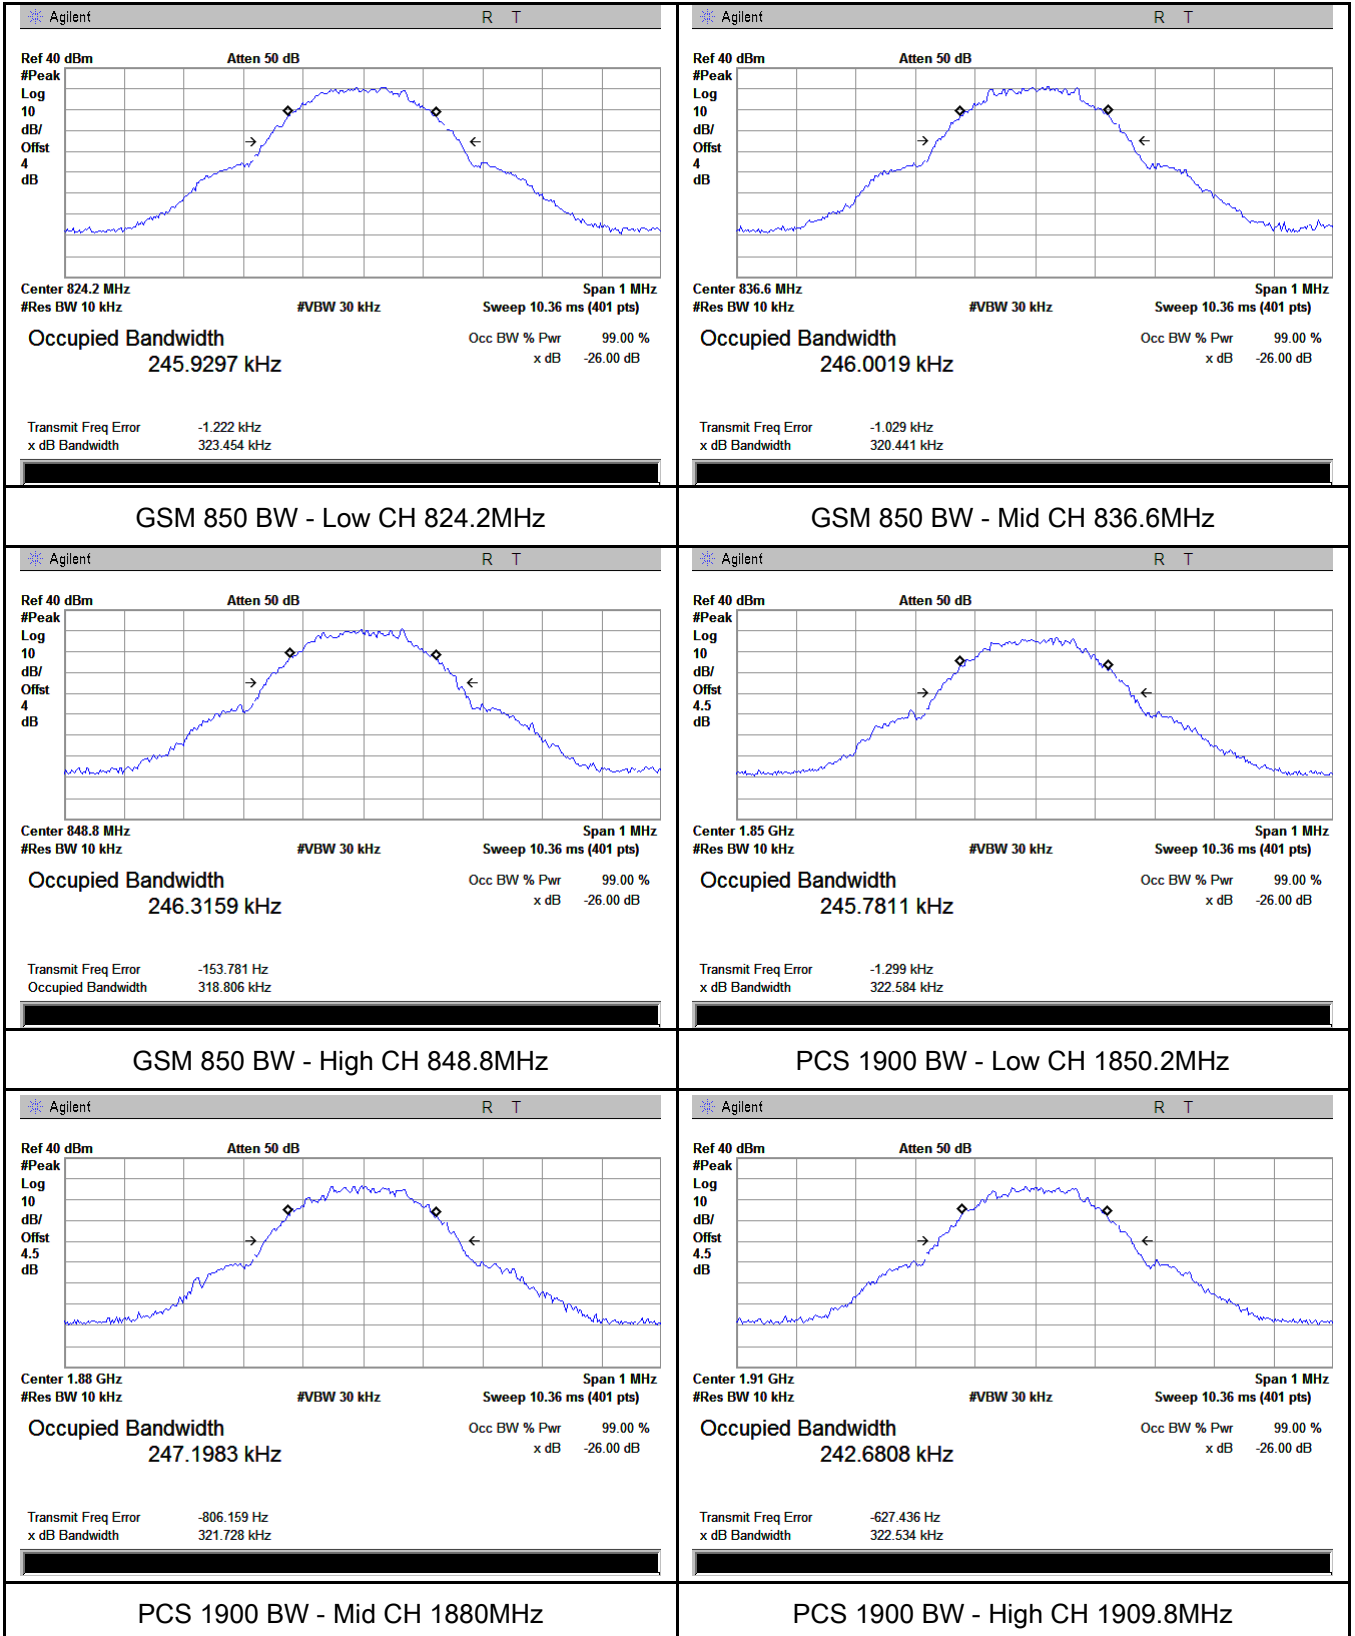 Agilent R T
Ref 40 dBm Atten 50 dB
#Peak
Log
10
dB/
Offst
4
dB
Center 824.2 MHz Span 1 MHz
#Res BW 10 kHz #VBW 30 kHz Sweep 10.36 ms (401 pts)
Occupied Bandwidth Occ BW % Pwr 99.00 %
245.9297 kHz x dB -26.00 dB
Transmit Freq Error -1.222 kHz
x dB Bandwidth 323.454 kHz
GSM 850 BW - Low CH 824.2MHz
Agilent R T
Ref 40 dBm Atten 50 dB
#Peak
Log
10
dB/
Offst
4
dB
Center 836.6 MHz Span 1 MHz
#Res BW 10 kHz #VBW 30 kHz Sweep 10.36 ms (401 pts)
Occupied Bandwidth Occ BW % Pwr 99.00 %
246.0019 kHz x dB -26.00 dB
Transmit Freq Error -1.029 kHz
x dB Bandwidth 320.441 kHz
GSM 850 BW - Mid CH 836.6MHz
Agilent R T
Ref 40 dBm Atten 50 dB
#Peak
Log
10
dB/
Offst
4
dB
Center 848.8 MHz Span 1 MHz
#Res BW 10 kHz #VBW 30 kHz Sweep 10.36 ms (401 pts)
Occupied Bandwidth Occ BW % Pwr 99.00 %
246.3159 kHz x dB -26.00 dB
Transmit Freq Error -153.781 Hz
Occupied Bandwidth 318.806 kHz
GSM 850 BW - High CH 848.8MHz
Agilent R T
Ref 40 dBm Atten 50 dB
#Peak
Log
10
dB/
Offst
4.5
dB
Center 1.85 GHz Span 1 MHz
#Res BW 10 kHz #VBW 30 kHz Sweep 10.36 ms (401 pts)
Occupied Bandwidth Occ BW % Pwr 99.00 %
245.7811 kHz x dB -26.00 dB
Transmit Freq Error -1.299 kHz
x dB Bandwidth 322.584 kHz
PCS 1900 BW - Low CH 1850.2MHz
Agilent R T
Ref 40 dBm Atten 50 dB
#Peak
Log
10
dB/
Offst
4.5
dB
Center 1.88 GHz Span 1 MHz
#Res BW 10 kHz #VBW 30 kHz Sweep 10.36 ms (401 pts)
Occupied Bandwidth Occ BW % Pwr 99.00 %
247.1983 kHz x dB -26.00 dB
Transmit Freq Error -806.159 Hz
x dB Bandwidth 321.728 kHz
PCS 1900 BW - Mid CH 1880MHz
Agilent R T
Ref 40 dBm Atten 50 dB
#Peak
Log
10
dB/
Offst
4.5
dB
Center 1.91 GHz Span 1 MHz
#Res BW 10 kHz #VBW 30 kHz Sweep 10.36 ms (401 pts)
Occupied Bandwidth Occ BW % Pwr 99.00 %
242.6808 kHz x dB -26.00 dB
Transmit Freq Error -627.436 Hz
x dB Bandwidth 322.534 kHz
PCS 1900 BW - High CH 1909.8MHz